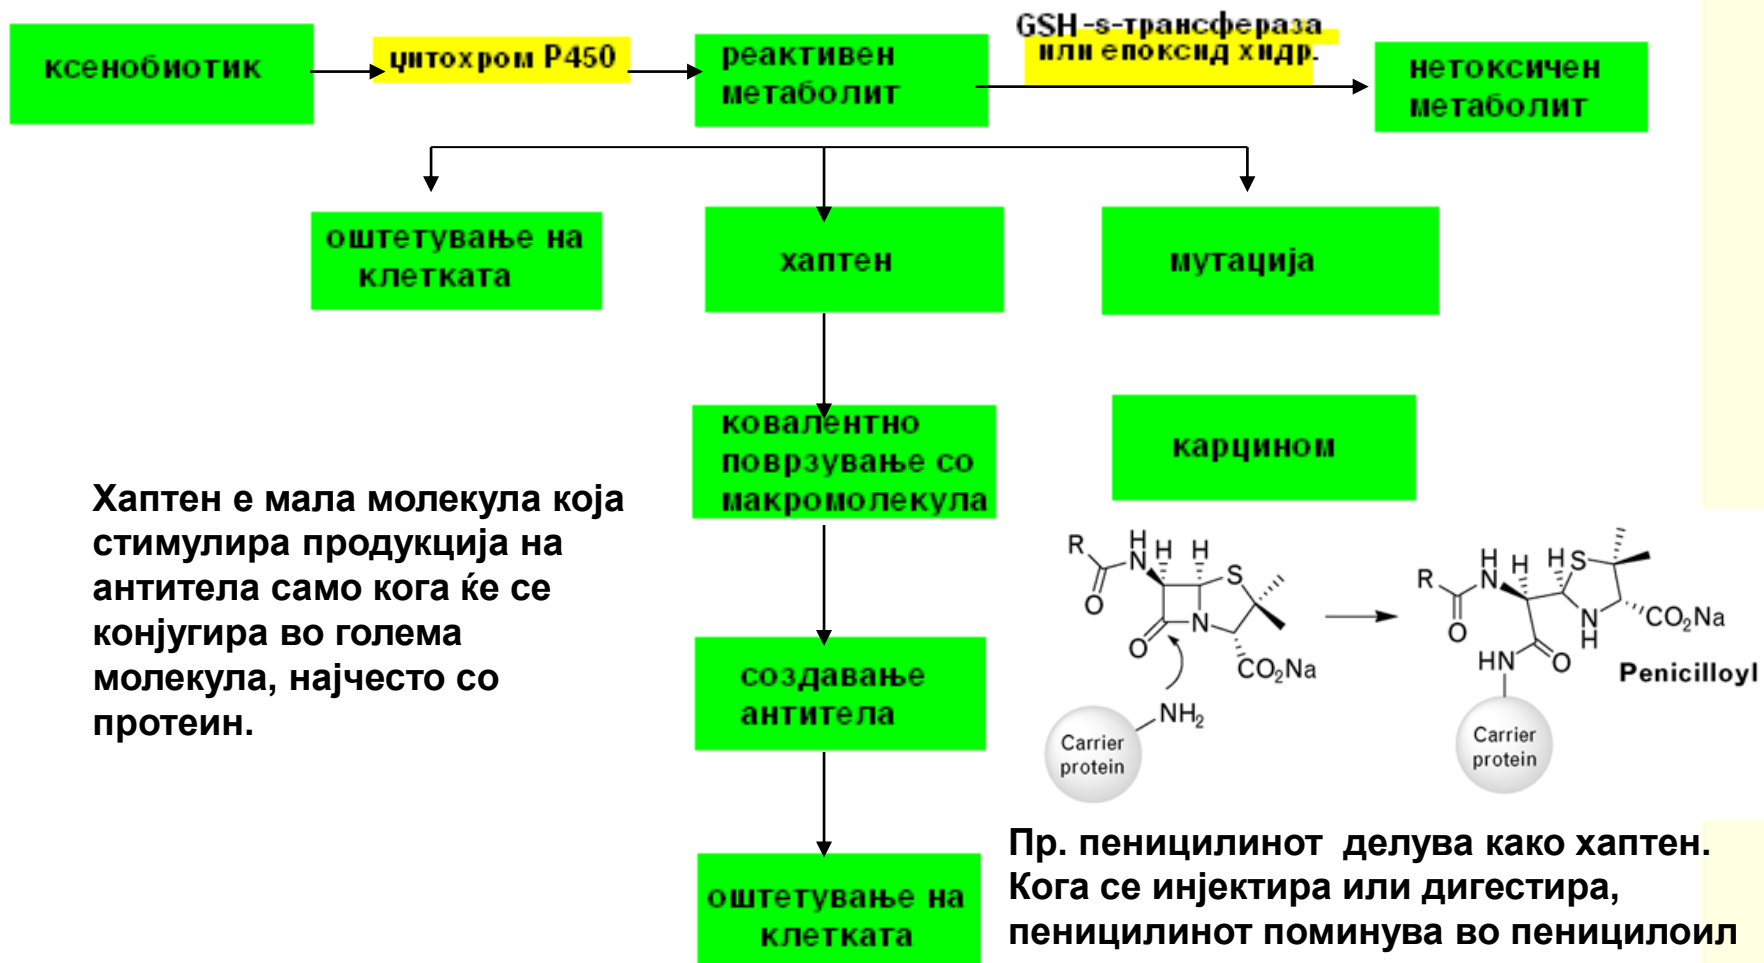 ксенобиотик
цитохром P450
реактивен
метаболит
GSH-s-трансфераза
или епоксид хидр.
нетоксичен
метаболит
оштетување на
клетката
хаптен
мутација
ковалентно
поврзување со
макромолекула
карцином
Хаптен е мала молекула која
стимулира продукција на
антитела само кога ќе се
конјугира во голема
молекула, најчесто со
протеин.
создавање
антитела
оштетување на
клетката
R
H
N
H
H
S
O
O
N
CO₂Na
NH₂
Carrier
protein
R
H
N
H
H
S
O
N
H
CO₂Na
HN
O
Penicilloyl
Carrier
protein
Пр. пеницилинот делува како хаптен.
Кога се инјектира или дигестира,
пеницилинот поминува во пеницилоил